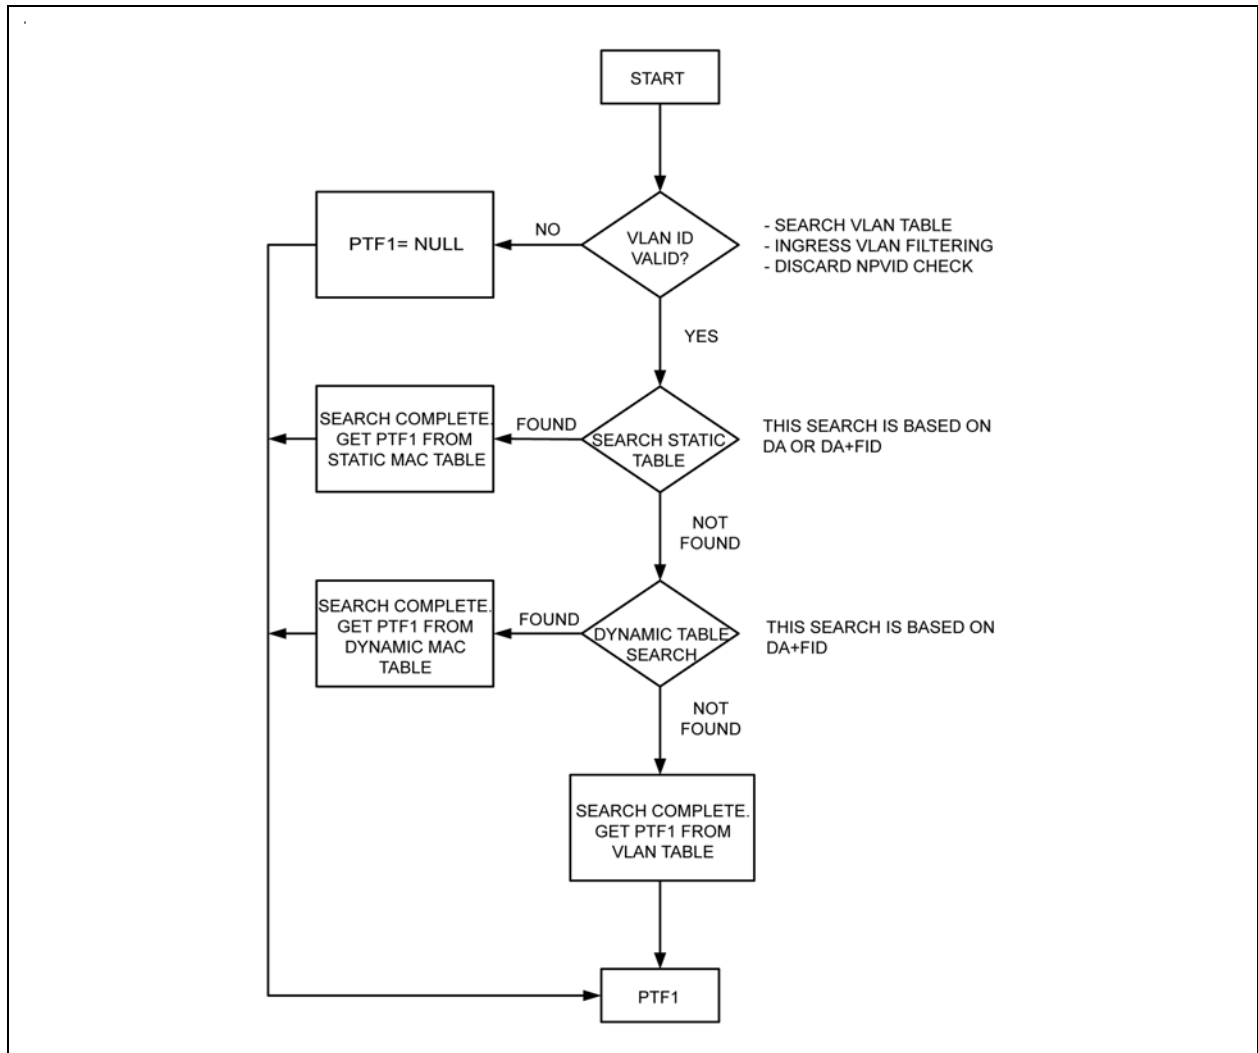 START
NO
PTF1= NULL
VLAN ID
VALID?
- SEARCH VLAN TABLE
- INGRESS VLAN FILTERING
- DISCARD NPVID CHECK
YES
SEARCH COMPLETE.
GET PTF1 FROM
STATIC MAC TABLE
FOUND
SEARCH STATIC
TABLE
THIS SEARCH IS BASED ON
DA OR DA+FID
NOT
FOUND
SEARCH COMPLETE.
GET PTF1 FROM
DYNAMIC MAC
TABLE
FOUND
DYNAMIC TABLE
SEARCH
THIS SEARCH IS BASED ON
DA+FID
NOT
FOUND
SEARCH COMPLETE.
GET PTF1 FROM
VLAN TABLE
PTF1